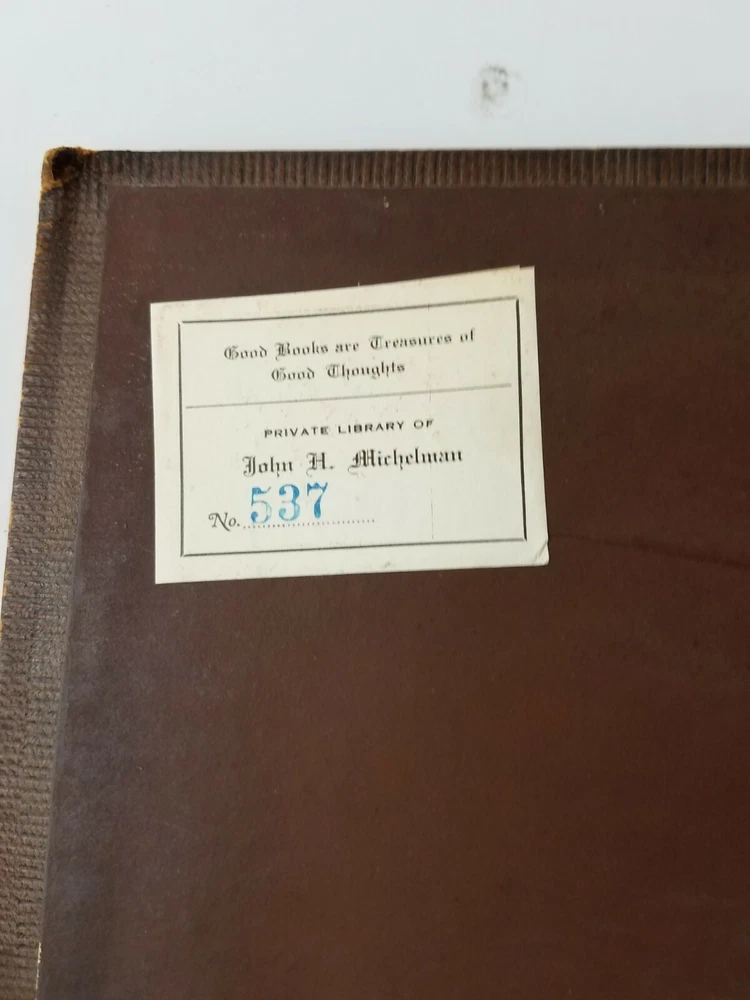 Good Books are Treasures of
Good Thoughts
PRIVATE LIBRARY OF
John H. Michelman
No. 537